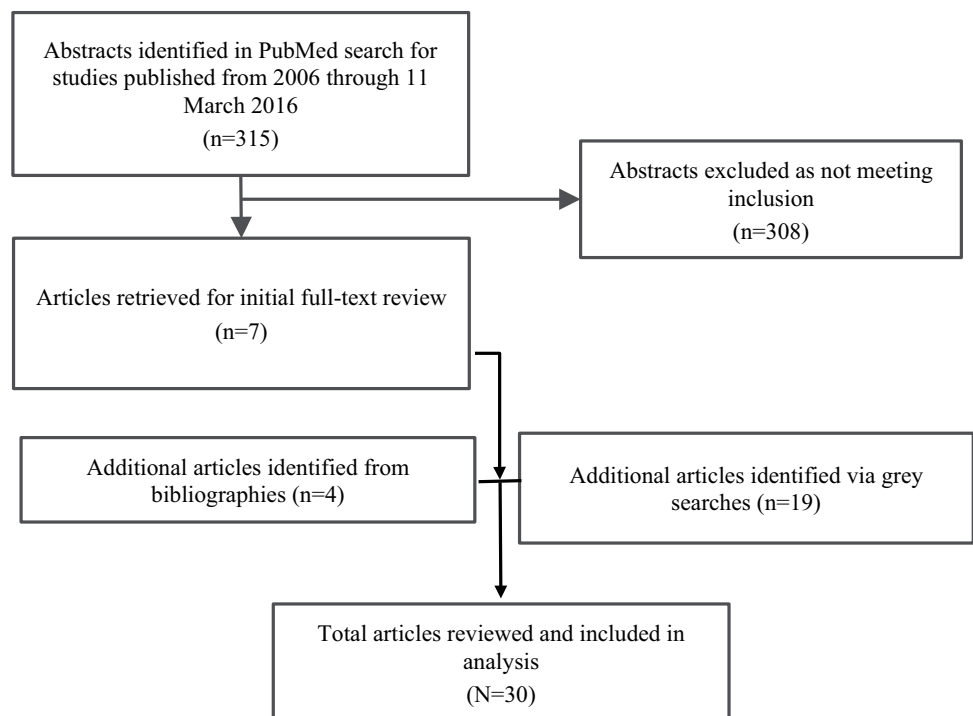 Abstracts identified in PubMed search for
studies published from 2006 through 11
March 2016
(n=315)
Abstracts excluded as not meeting
inclusion
(n=308)
Articles retrieved for initial full-text review
(n=7)
Additional articles identified from
bibliographies (n=4)
Additional articles identified via grey
searches (n=19)
Total articles reviewed and included in
analysis
(N=30)